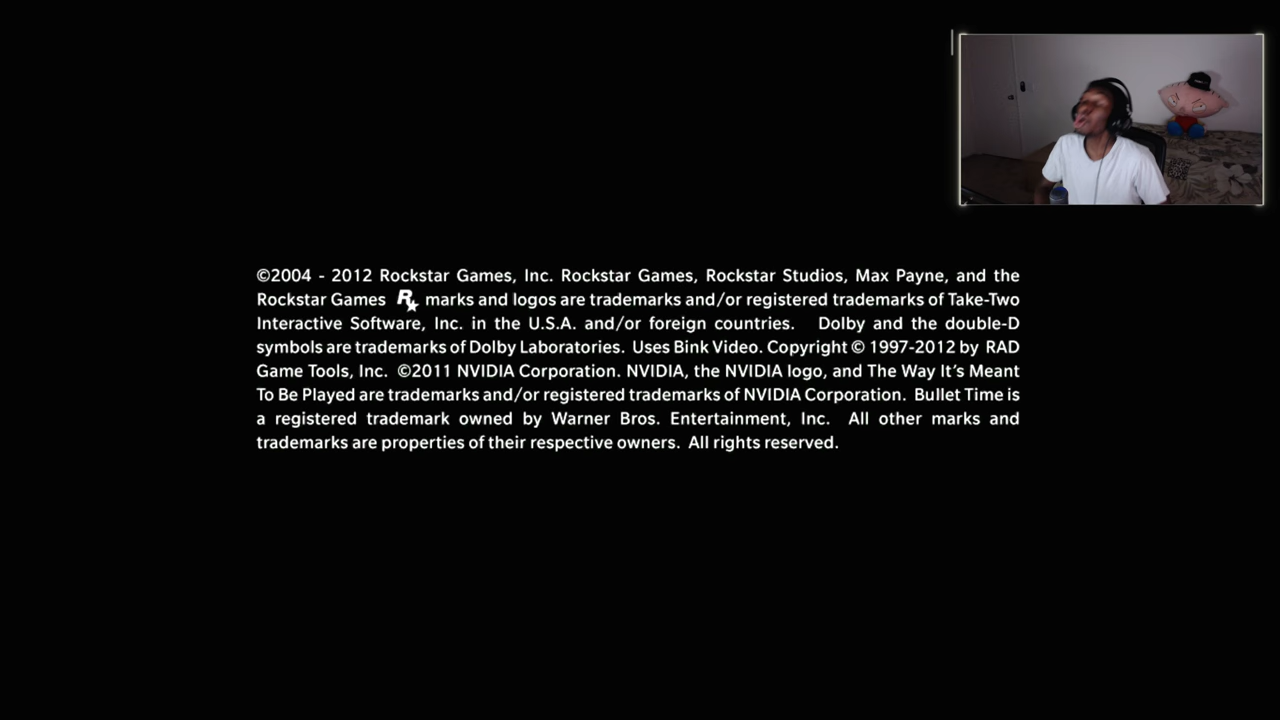 ©2004 - 2012 Rockstar Games, Inc. Rockstar Games, Rockstar Studios, Max Payne, and the
Rockstar Games R marks and logos are trademarks and/or registered trademarks of Take-Two
Interactive Software, Inc. in the U.S.A. and/or foreign countries. Dolby and the double-D
symbols are trademarks of Dolby Laboratories. Uses Bink Video. Copyright © 1997-2012 by RAD
Game Tools, Inc. ©2011 NVIDIA Corporation. NVIDIA, the NVIDIA logo, and The Way It's Meant
To Be Played are trademarks and/or registered trademarks of NVIDIA Corporation. Bullet Time is
a registered trademark owned by Warner Bros. Entertainment, Inc. All other marks and
trademarks are properties of their respective owners. All rights reserved.